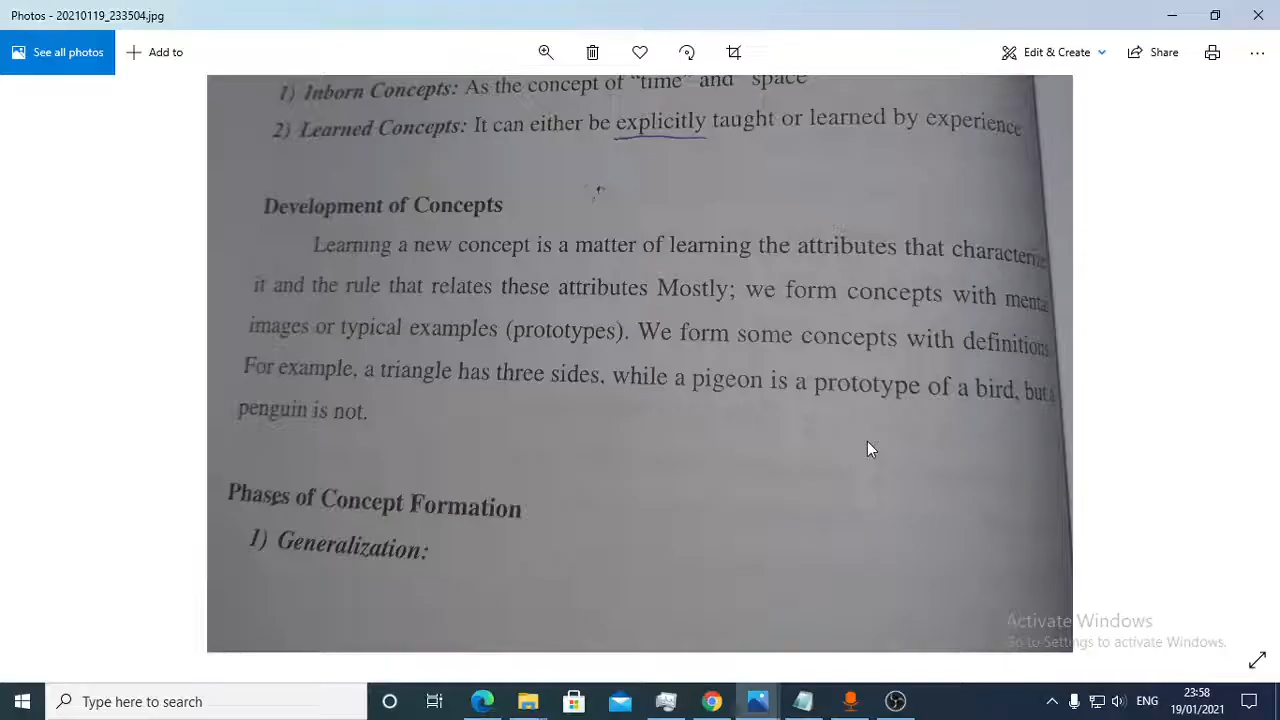 Photos - 20210119_233504.jpg
See all photos
Add to
Edit & Create
Share
1) Inborn Concepts: As the concept of "time" and "space
2) Learned Concepts: It can either be explicitly taught or learned by experience
Development of Concepts
Learning a new concept is a matter of learning the attributes that
it and the rule that relates these attributes Mostly; we form concepts with
images or typical examples (prototypes). We form some concepts with definitions
For example, a triangle has three sides, while a pigeon is a prototype of a bird, but
penguin is not.
Phases of Concept Formation
1) Generalization:
Activate Windows
Go to Settings to activate Windows.
Type here to search
ENG
23:58
19/01/2021